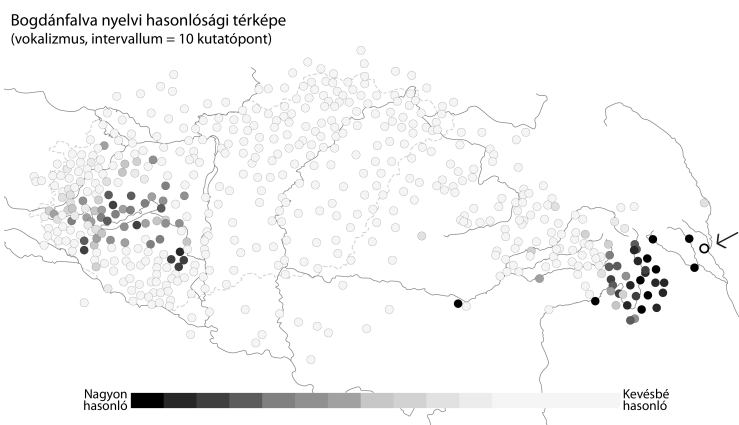 Bogdánfalva nyelvi hasonlósági térképe
(vokalizmus, intervallum = 10 kutatópont)
Nagyon
hasonló
Kevésbé
hasonló